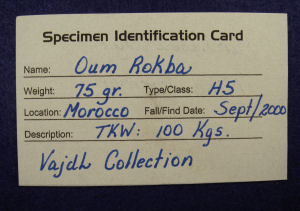 Specimen Identification Card
Name: Oum Rokba
Weight: 75 gr. Type/Class: H5
Location: Morocco Fall/Find Date: Sept/2000
Description: TKW: 100 Kgs.
Vajdh Collection